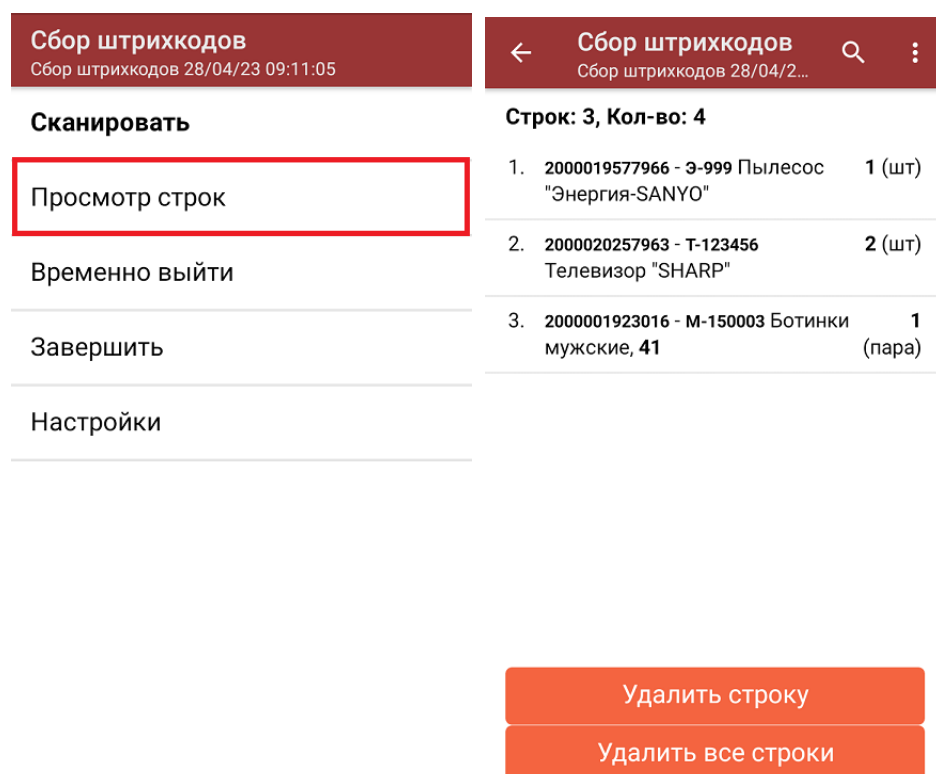 Сбор штрихкодов
Сбор штрихкодов 28/04/23 09:11:05
Сканировать
Просмотр строк
Временно выйти
Завершить
Настройки
Сбор штрихкодов
Сбор штрихкодов 28/04/2...
Строк: 3, Кол-во: 4
1. 2000019577966 - Э-999 Пылесос 1 (шт)
"Энергия-SANYO"
2. 2000020257963 - Т-123456 2 (шт)
Телевизор "SHARP"
3. 2000001923016 - М-150003 Ботинки 1
мужские, 41 (пара)
Удалить строку
Удалить все строки